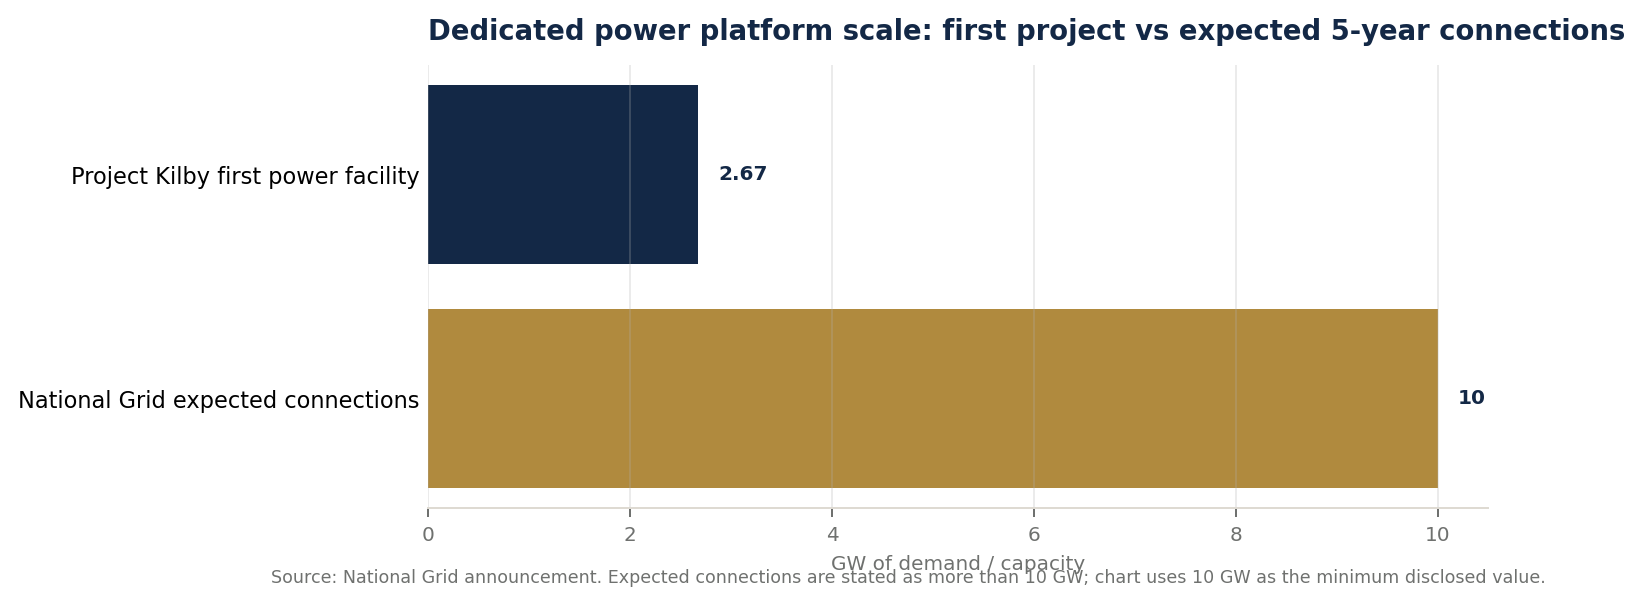 Dedicated power platform scale: first project vs expected 5-year connections
Project Kilby first power facility
2.67
National Grid expected connections
10
0 2 4 6 8 10
GW of demand / capacity
Source: National Grid announcement. Expected connections are stated as more than 10 GW; chart uses 10 GW as the minimum disclosed value.